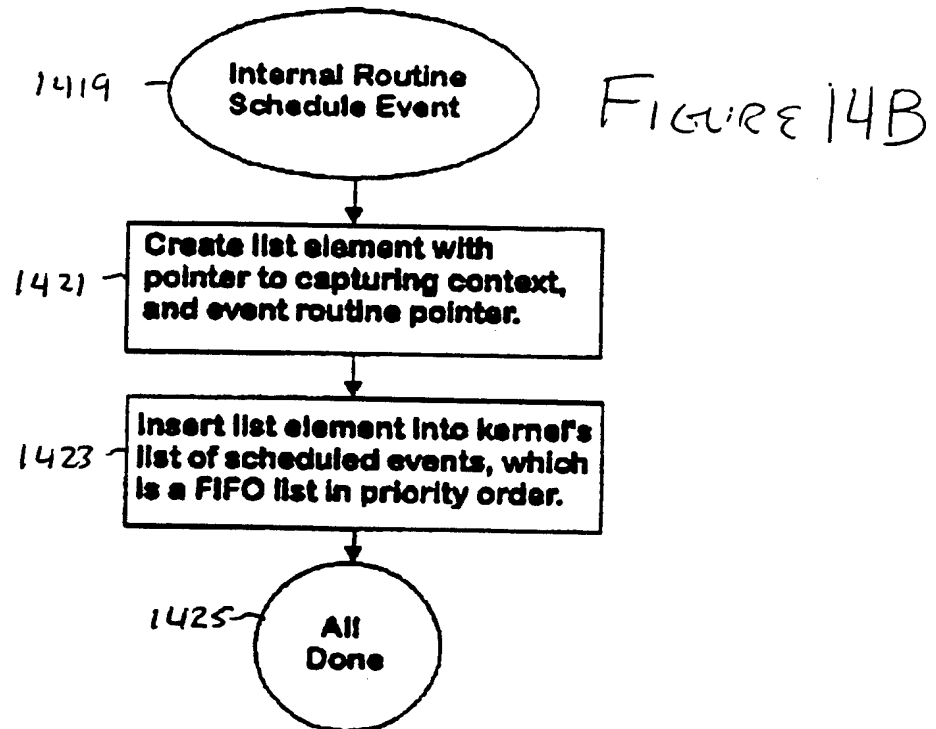 1419
Internal Routine
Schedule Event
FIGURE 14B
1421
Create list element with
pointer to capturing context,
and event routine pointer.
1423
Insert list element into kernel's
list of scheduled events, which
is a FIFO list in priority order.
1425
All
Done